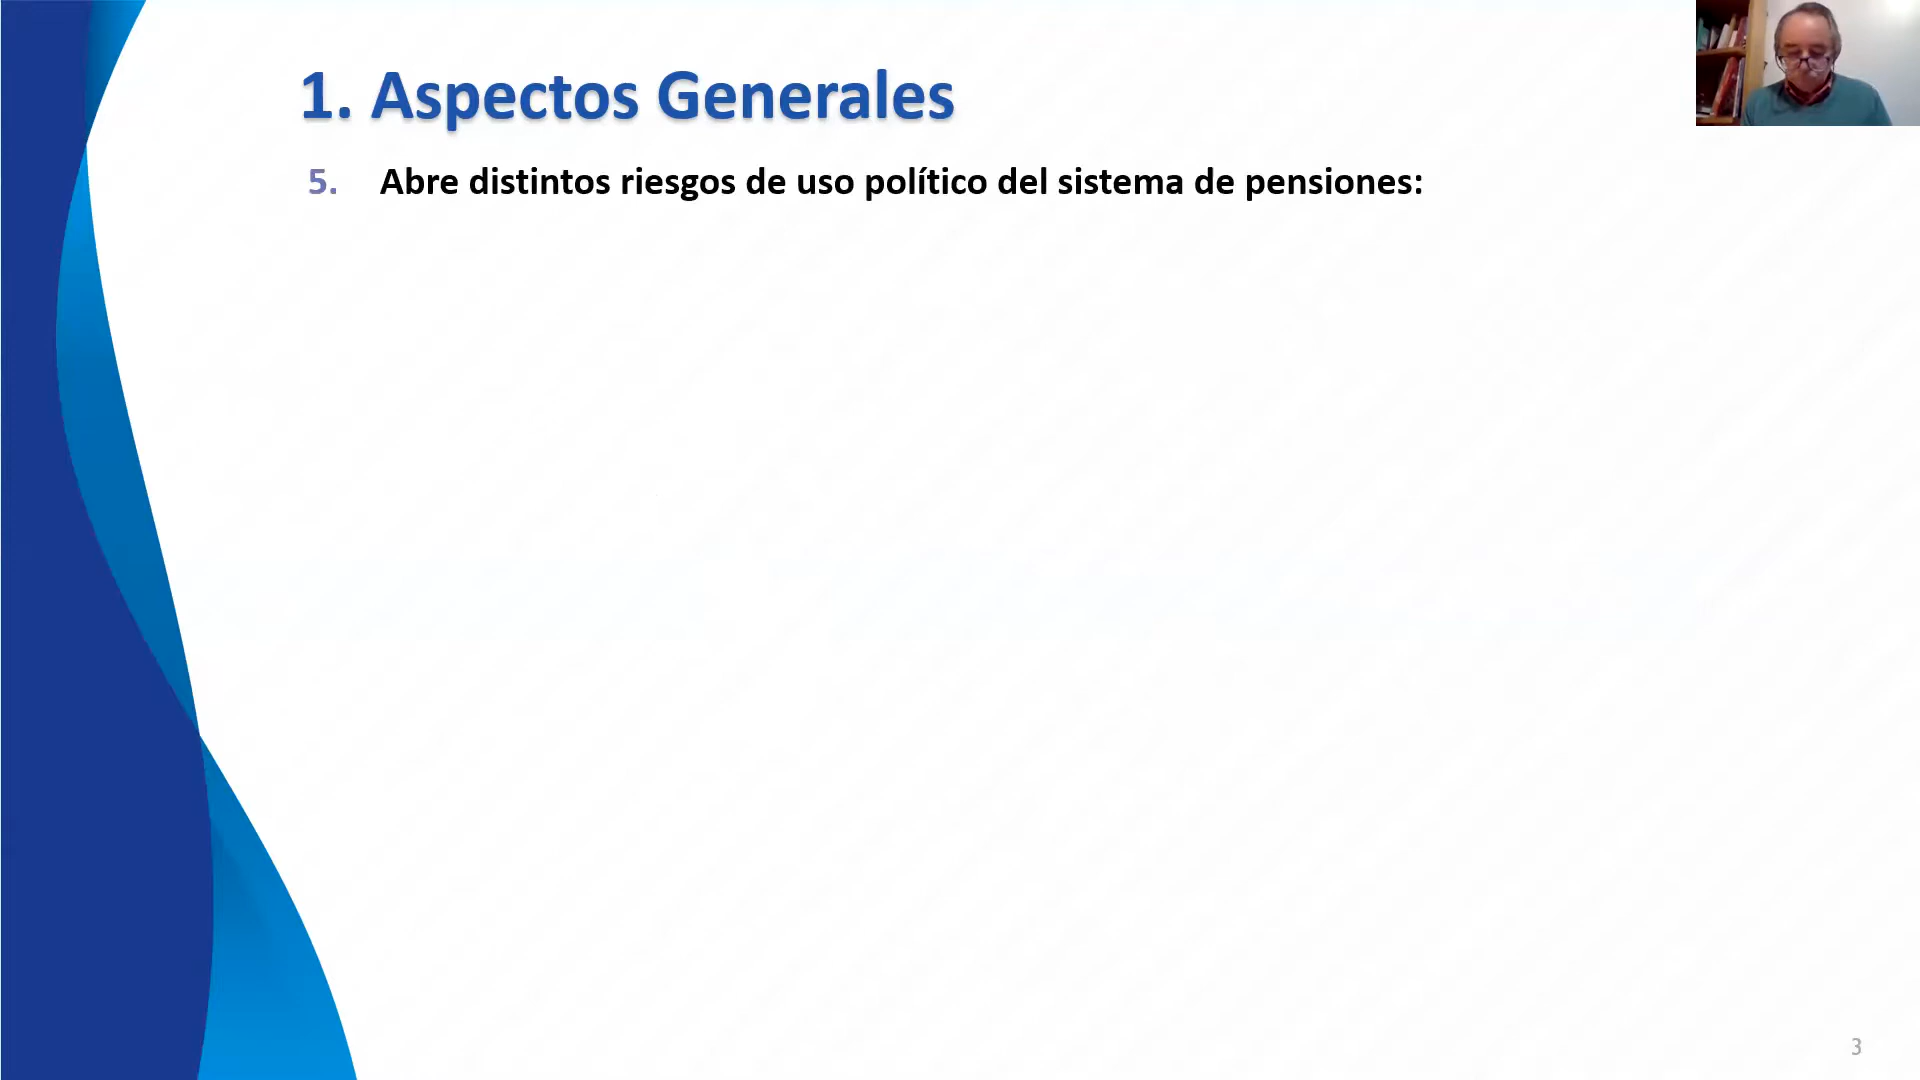 1. Aspectos Generales
5. Abre distintos riesgos de uso político del sistema de pensiones:
3